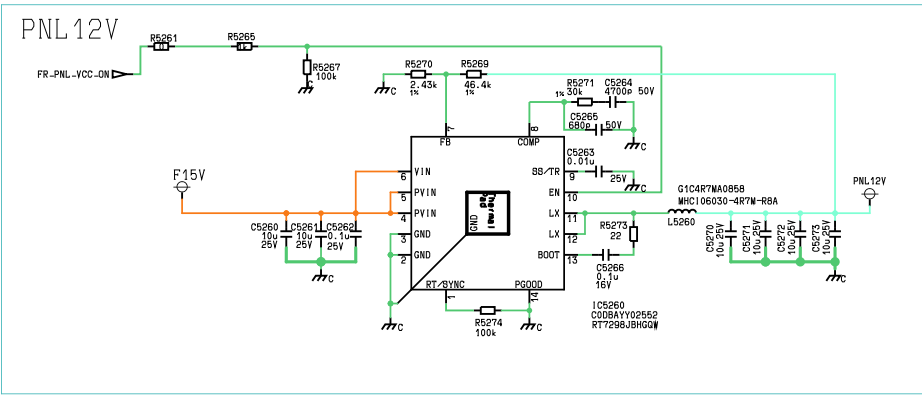 PNL12V
R5261
0
R5265
1k
FR-PNL-VCC-ON
R5267
100k
C
R5270
2.43k
1%
C
R5269
46.4k
1%
R5271
1% 30k
C5264
4700p 50V
C5265
680p 50V
C
7
FB
8
COMP
VIN
6
PVIN
5
PVIN
4
GND
3
GND
2
RT/SYNC
1
PGOOD
14
SS/TR
9
EN
10
LX
11
LX
12
BOOT
13
Thermal
Pad
GND
C5263
0.01u
25V
C
F15V
C5260
10u
25V
C5261
10u
25V
C5262
0.1u
25V
C
C
R5274
100k
C
R5273
22
C5266
0.1u
16V
G1C4R7MA0858
MHCI06030-4R7M-R8A
L5260
PNL12V
C5270
10u 25V
C5271
10u 25V
C5272
10u 25V
C5273
10u 25V
C
IC5260
C0DBAYY02552
RT7298JBHGQW